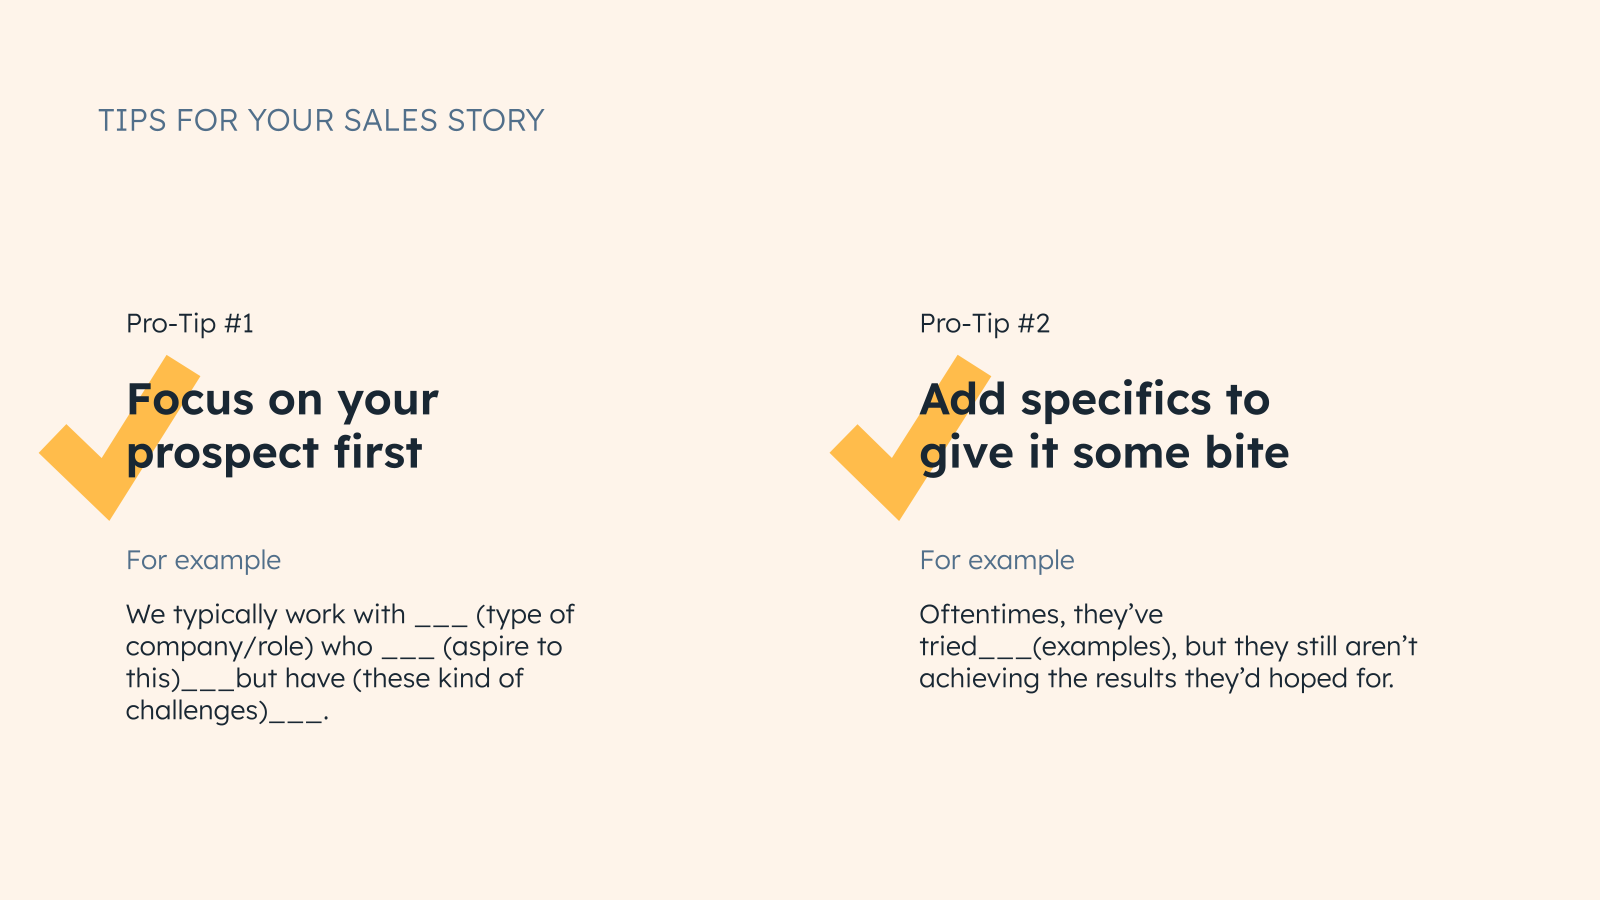 TIPS FOR YOUR SALES STORY
Pro-Tip #1
Focus on your
prospect first
For example
We typically work with ___ (type of
company/role) who ___ (aspire to
this)___but have (these kind of
challenges)___.
Pro-Tip #2
Add specifics to
give it some bite
For example
Oftentimes, they’ve
tried___(examples), but they still aren’t
achieving the results they’d hoped for.